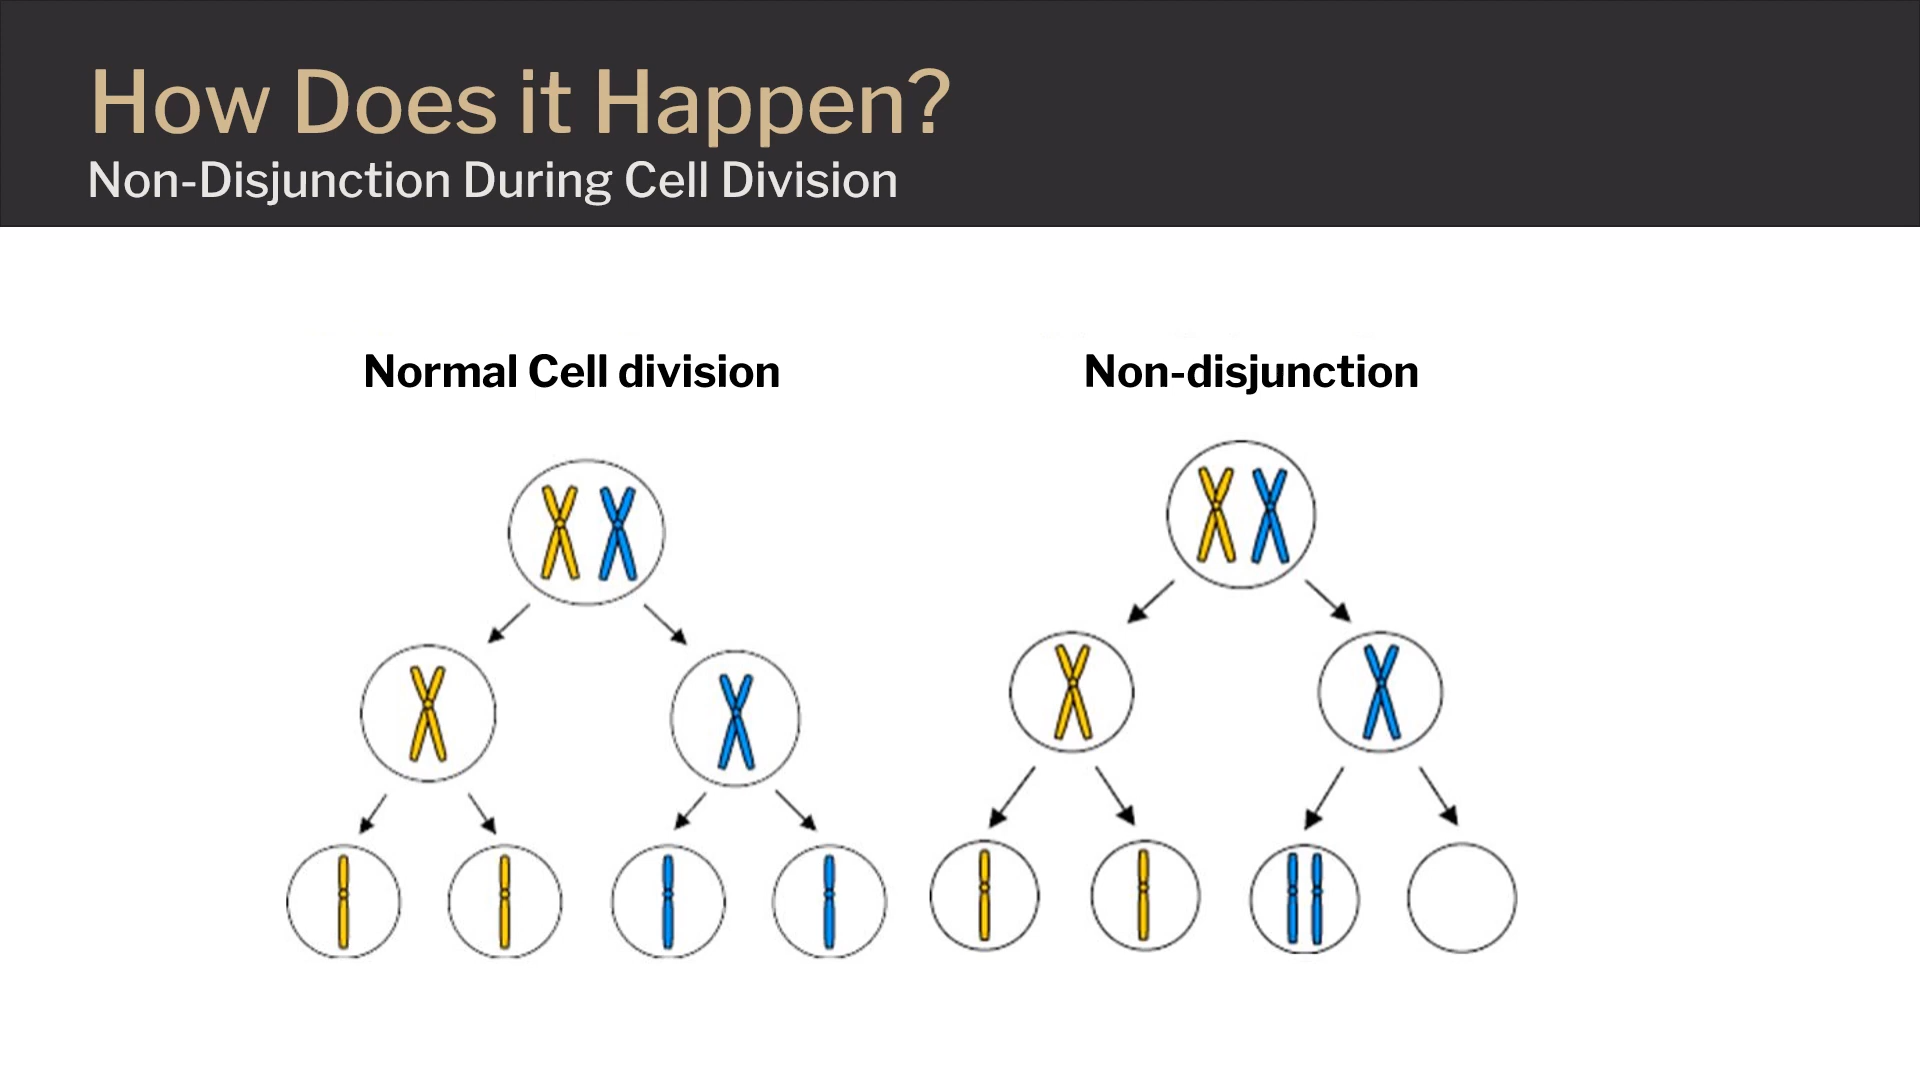 How Does it Happen?
Non-Disjunction During Cell Division
Normal Cell division
Non-disjunction